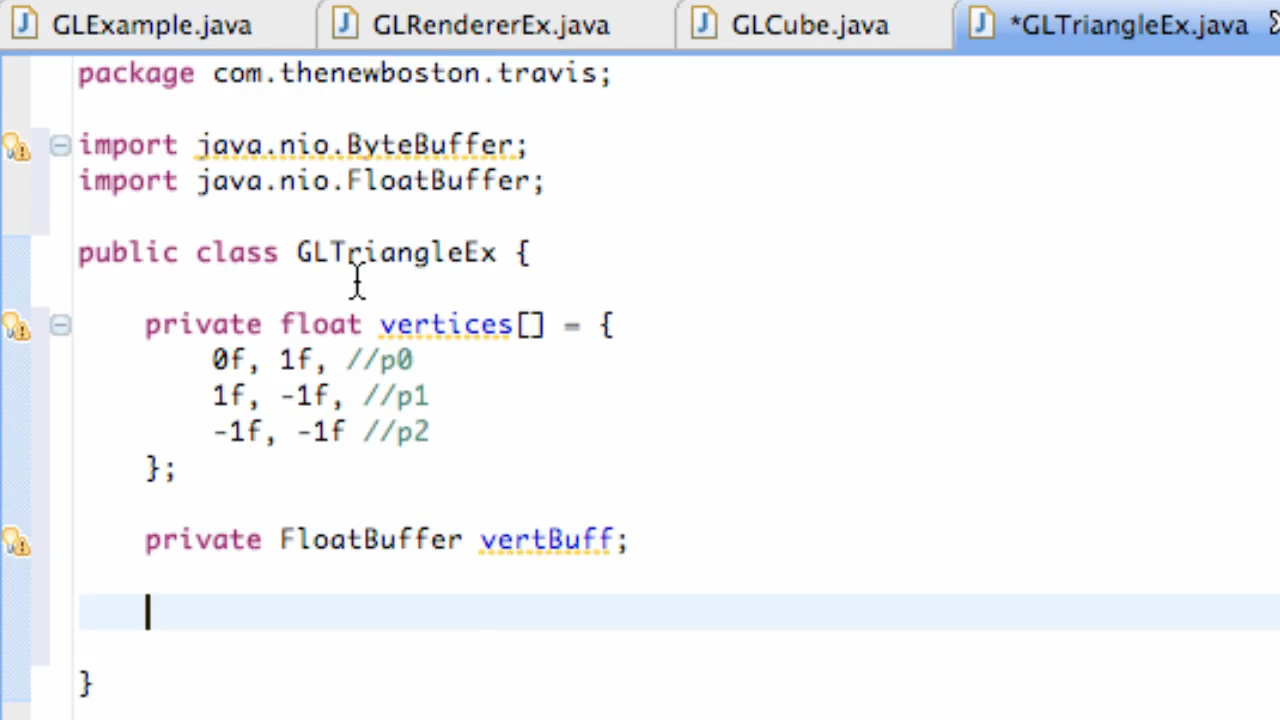 GLExample.java GLRendererEx.java GLCube.java *GLTriangleEx.java
package com.thenewboston.travis;
import java.nio.ByteBuffer;
import java.nio.FloatBuffer;
public class GLTriangleEx {
private float vertices[] = {
0f, 1f, //p0
1f, -1f, //p1
-1f, -1f //p2
};
private FloatBuffer vertBuff;
}